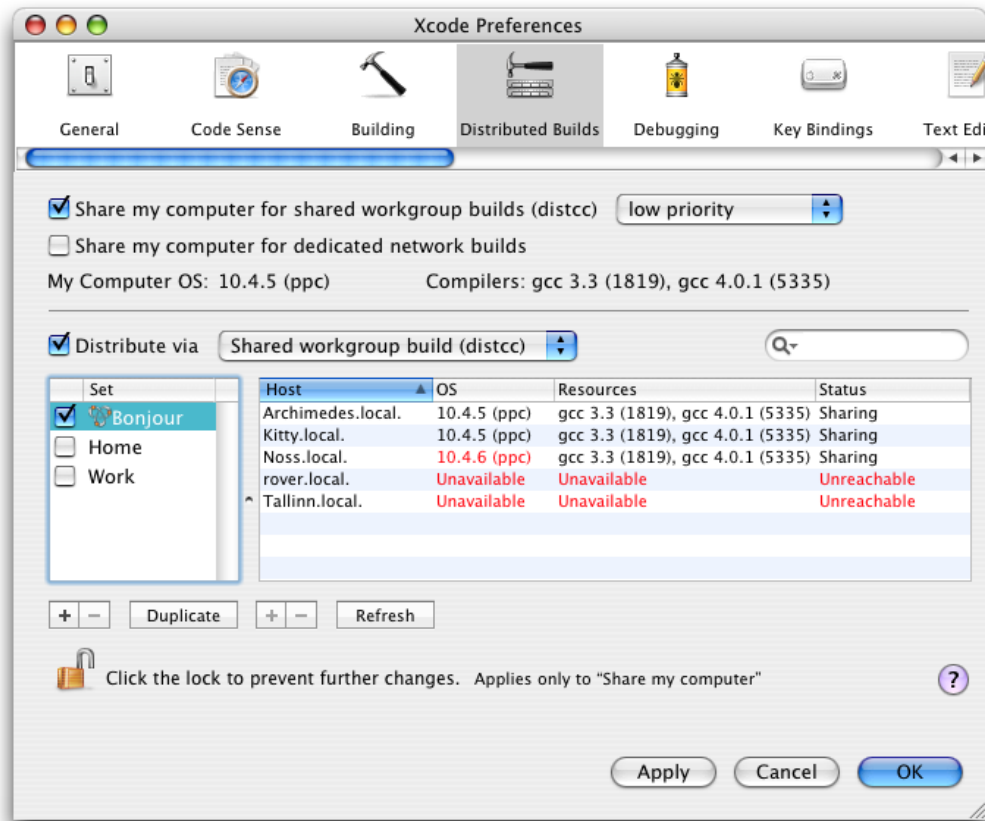 Xcode Preferences
General Code Sense Building Distributed Builds Debugging Key Bindings Text Edi
Share my computer for shared workgroup builds (distcc) low priority
Share my computer for dedicated network builds
My Computer OS: 10.4.5 (ppc) Compilers: gcc 3.3 (1819), gcc 4.0.1 (5335)
Distribute via Shared workgroup build (distcc)
Set Host OS Resources Status
Bonjour Archimedes.local. 10.4.5 (ppc) gcc 3.3 (1819), gcc 4.0.1 (5335) Sharing
Kitty.local. 10.4.5 (ppc) gcc 3.3 (1819), gcc 4.0.1 (5335) Sharing
Home Noss.local. 10.4.6 (ppc) gcc 3.3 (1819), gcc 4.0.1 (5335) Sharing
Work rover.local. Unavailable Unavailable Unreachable
Tallinn.local. Unavailable Unavailable Unreachable
+ − Duplicate + − Refresh
Click the lock to prevent further changes. Applies only to “Share my computer” ?
Apply Cancel OK